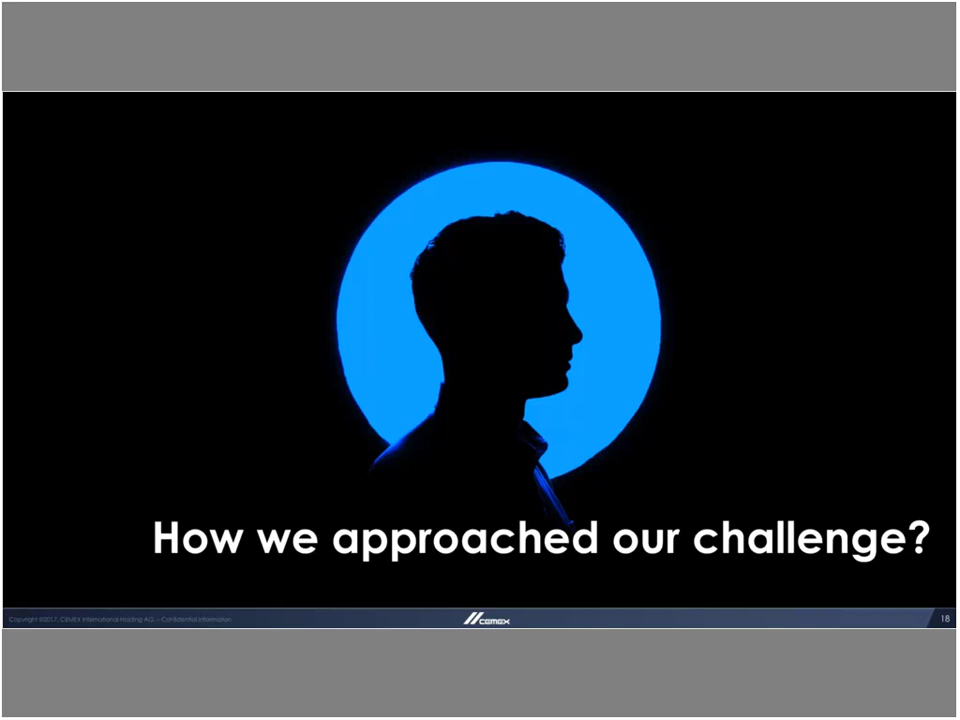 How we approached our challenge?
Copyright ©2017, CEMEX International Holding AG. – Confidential information
CEMEX
18